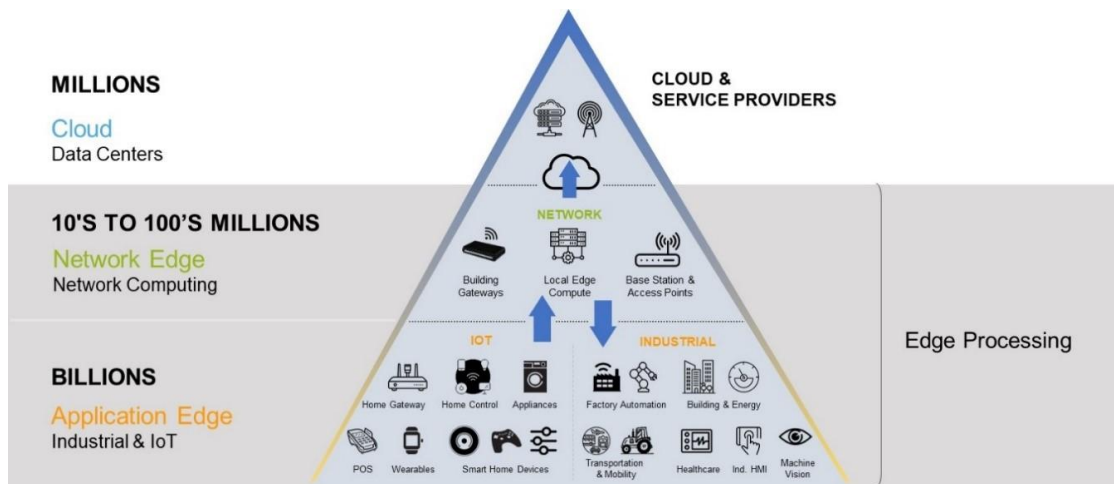 MILLIONS
Cloud
Data Centers
CLOUD &
SERVICE PROVIDERS
10'S TO 100’S MILLIONS
Network Edge
Network Computing
NETWORK
Building
Gateways
Local Edge
Compute
Base Station &
Access Points
Edge Processing
BILLIONS
Application Edge
Industrial & IoT
IOT
Home Gateway
Home Control
Appliances
POS
Wearables
Smart Home Devices
INDUSTRIAL
Factory Automation
Building & Energy
Transportation
& Mobility
Healthcare
Ind. HMI
Machine
Vision